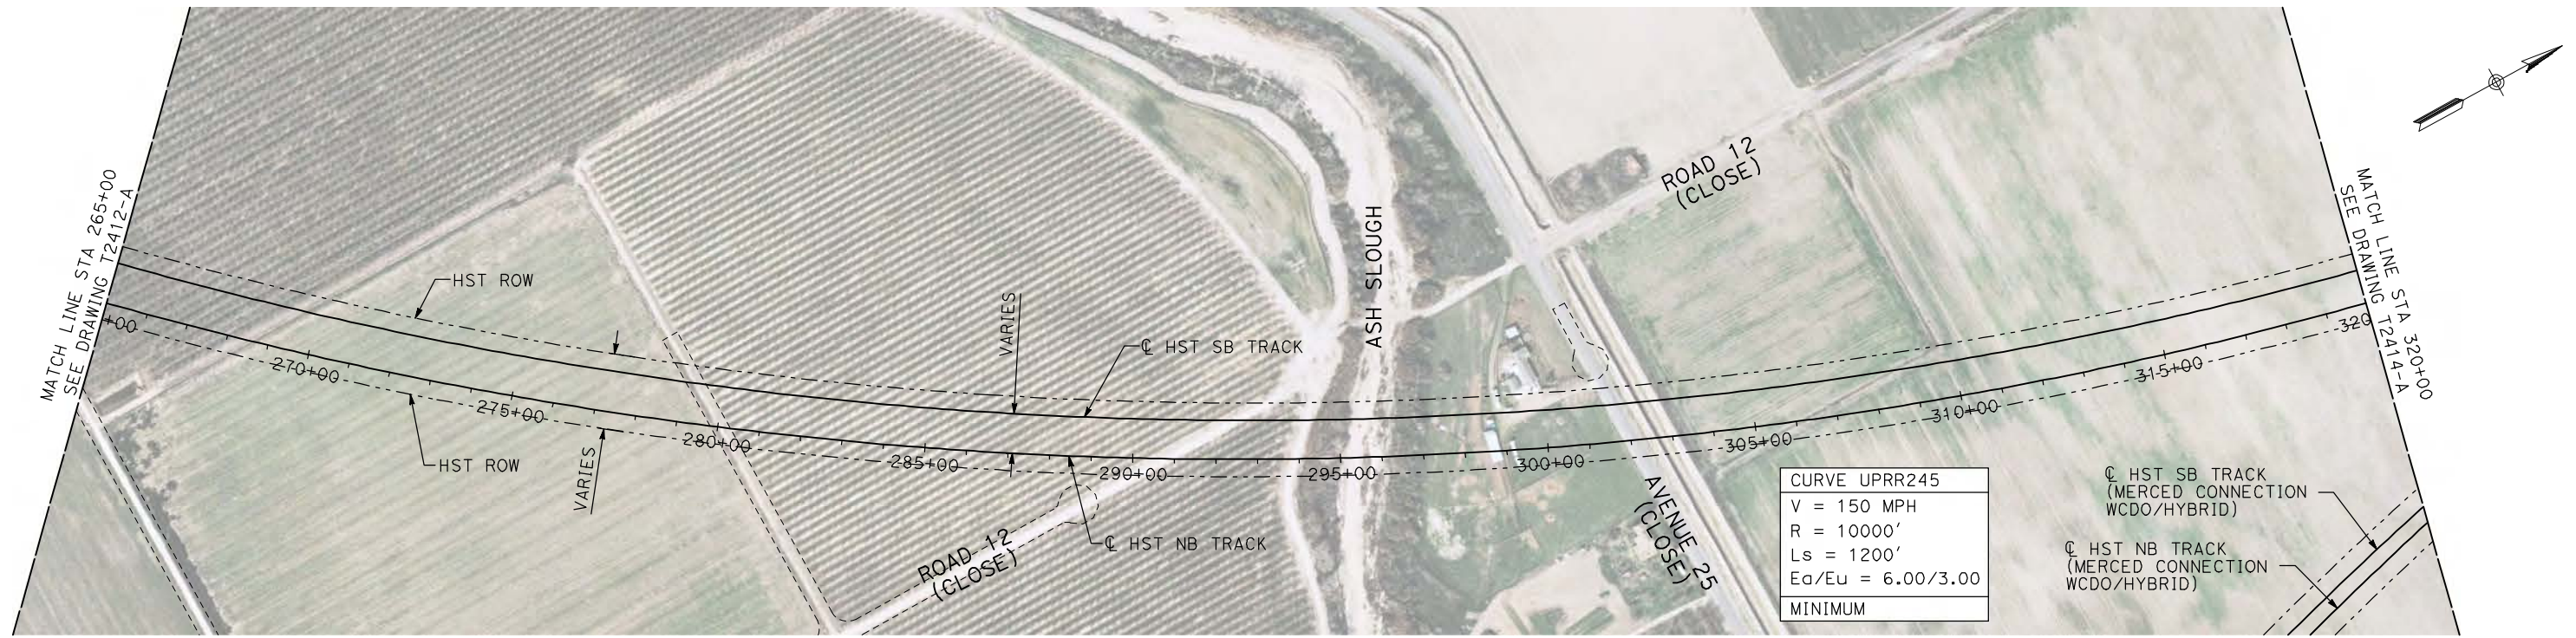 MATCH LINE STA 265+00
SEE DRAWING T2412-A
+00
HST ROW
HST ROW
270+00
275+00
VARIES
280+00
285+00
VARIES
℄ HST SB TRACK
290+00
℄ HST NB TRACK
ROAD 12
(CLOSE)
ASH SLOUGH
295+00
300+00
ROAD 12
(CLOSE)
AVENUE 25
(CLOSE)
305+00
310+00
315+00
320
CURVE UPRR245
V = 150 MPH
R = 10000'
Ls = 1200'
Ea/Eu = 6.00/3.00
MINIMUM
℄ HST SB TRACK
(MERCED CONNECTION
WCDO/HYBRID)
℄ HST NB TRACK
(MERCED CONNECTION
WCDO/HYBRID)
MATCH LINE STA 320+00
SEE DRAWING T2414-A